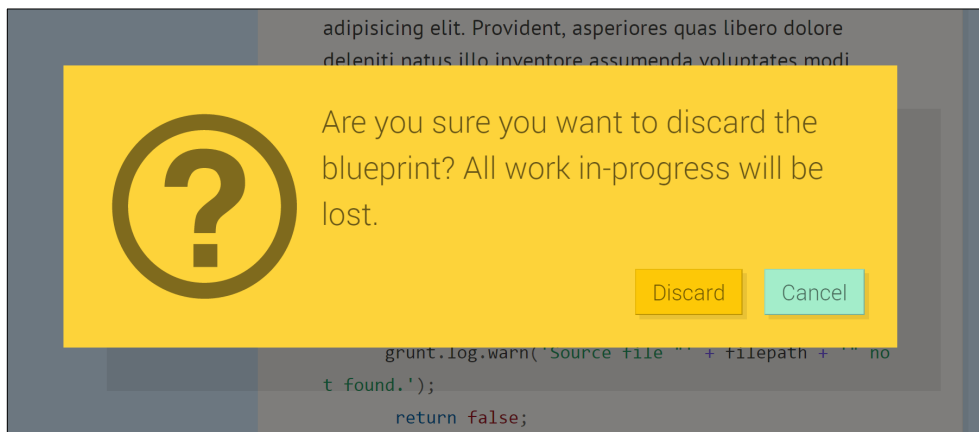 adipisicing elit. Provident, asperiores quas libero dolore
deleniti natus illo inventore assumenda voluptates modi
?
Are you sure you want to discard the
blueprint? All work in-progress will be
lost.
Discard
Cancel
grunt.log.warn('Source file "' + filepath + '" no
t found.');
return false;